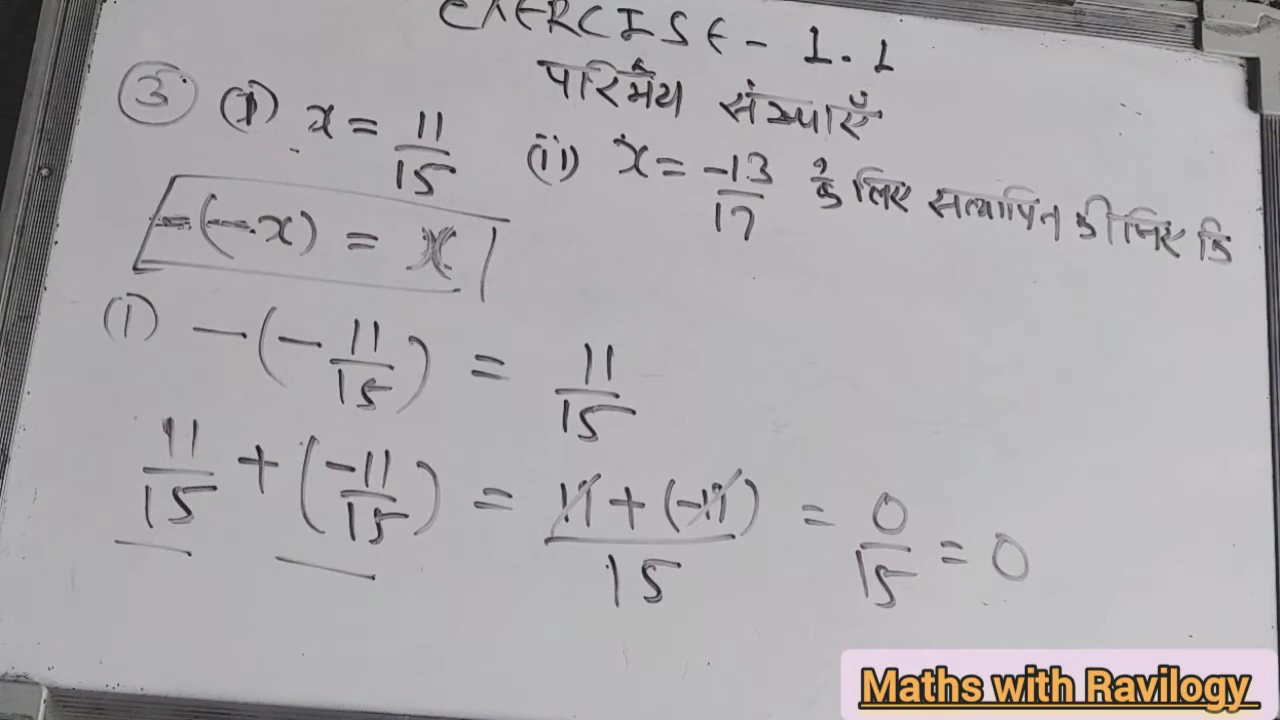 EXERCISE - 1.1
परिमेय संख्याएँ
③ (i) x = 11/15 (ii) x = -13/17 के लिए सत्यापित कीजिए कि
-(-x) = x
(i) -(-11/15) = 11/15
11/15 + (-11/15) = 11 + (-11)/15 = 0/15 = 0
Maths with Ravilogy